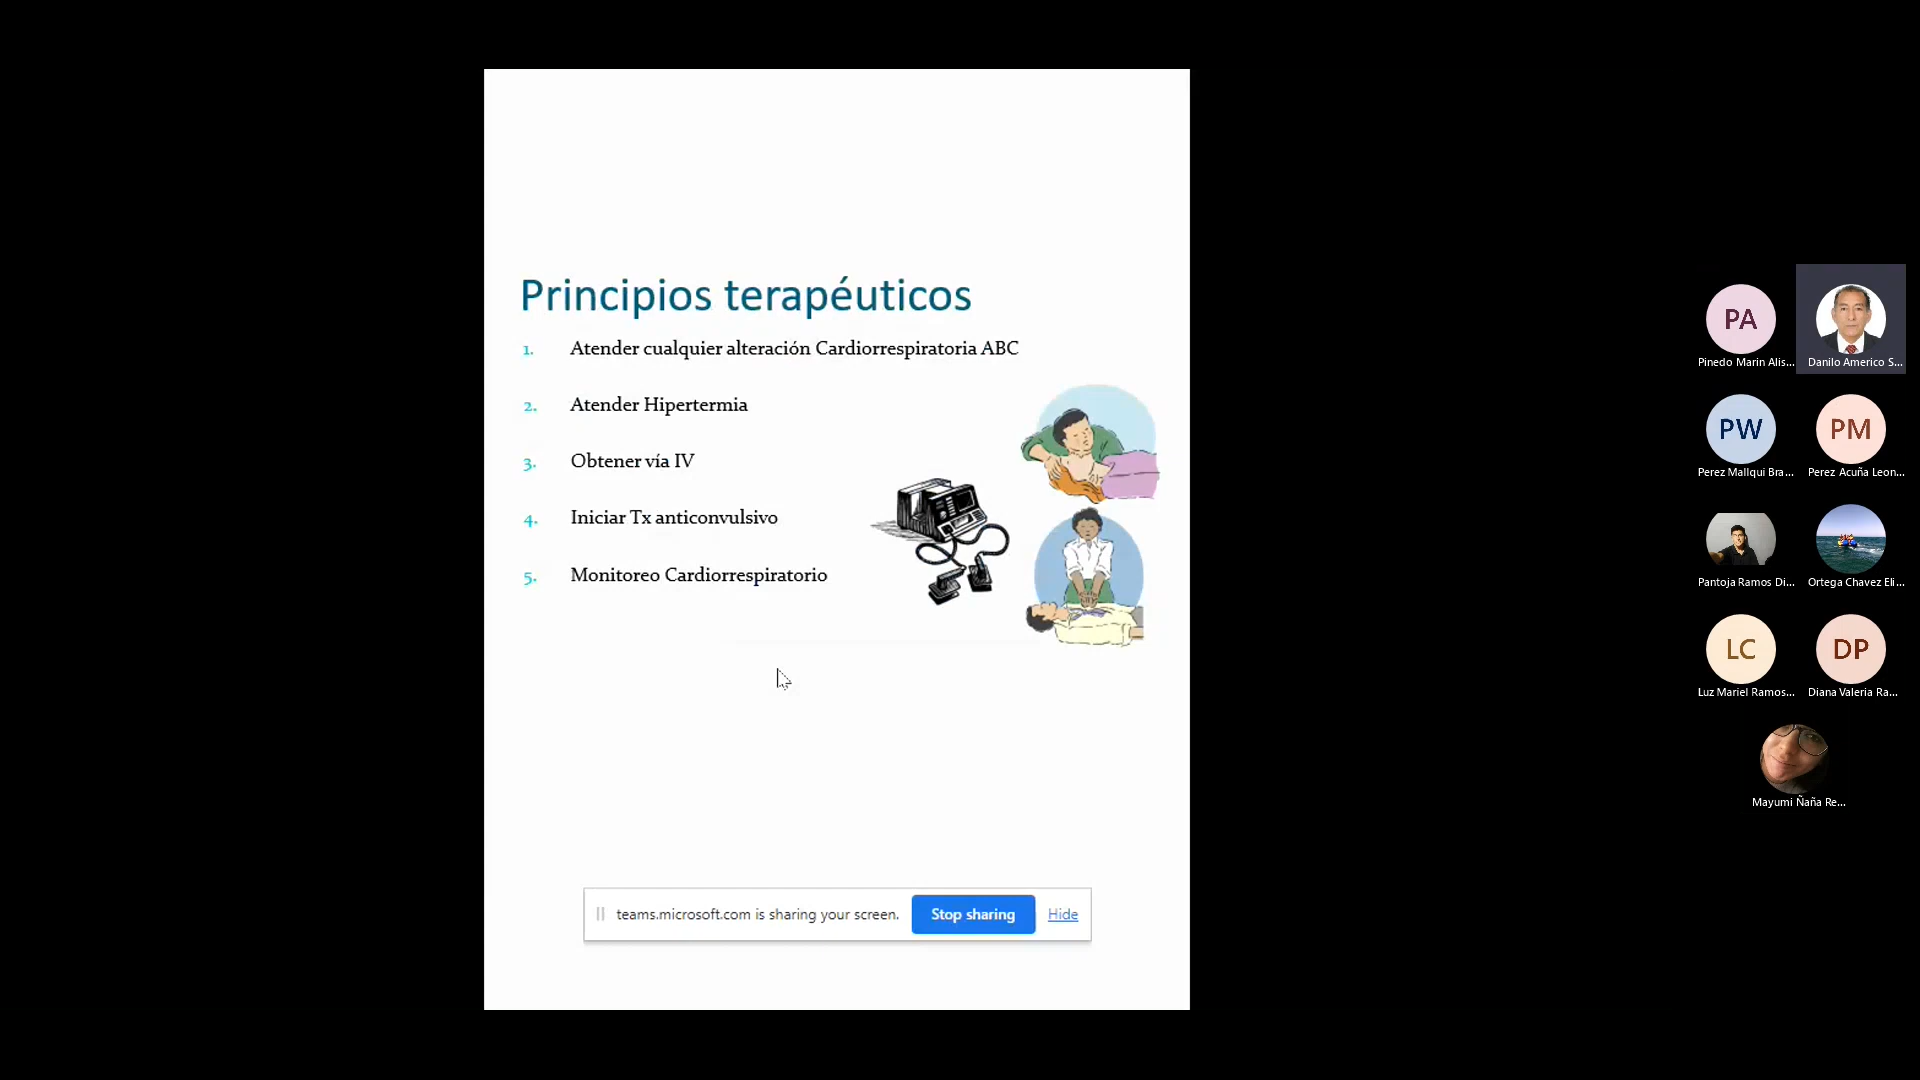 Principios terapéuticos
1. Atender cualquier alteración Cardiorrespiratoria ABC
2. Atender Hipertermia
3. Obtener vía IV
4. Iniciar Tx anticonvulsivo
5. Monitoreo Cardiorrespiratorio
teams.microsoft.com is sharing your screen. Stop sharing Hide
PA
Pinedo Marin Alis... Danilo Americo S...
PW PM
Perez Mallqui Bra... Perez Acuña Leon...
Pantoja Ramos Di... Ortega Chavez Eli...
LC DP
Luz Mariel Ramos... Diana Valeria Ra...
Mayumi Ñaña Re...